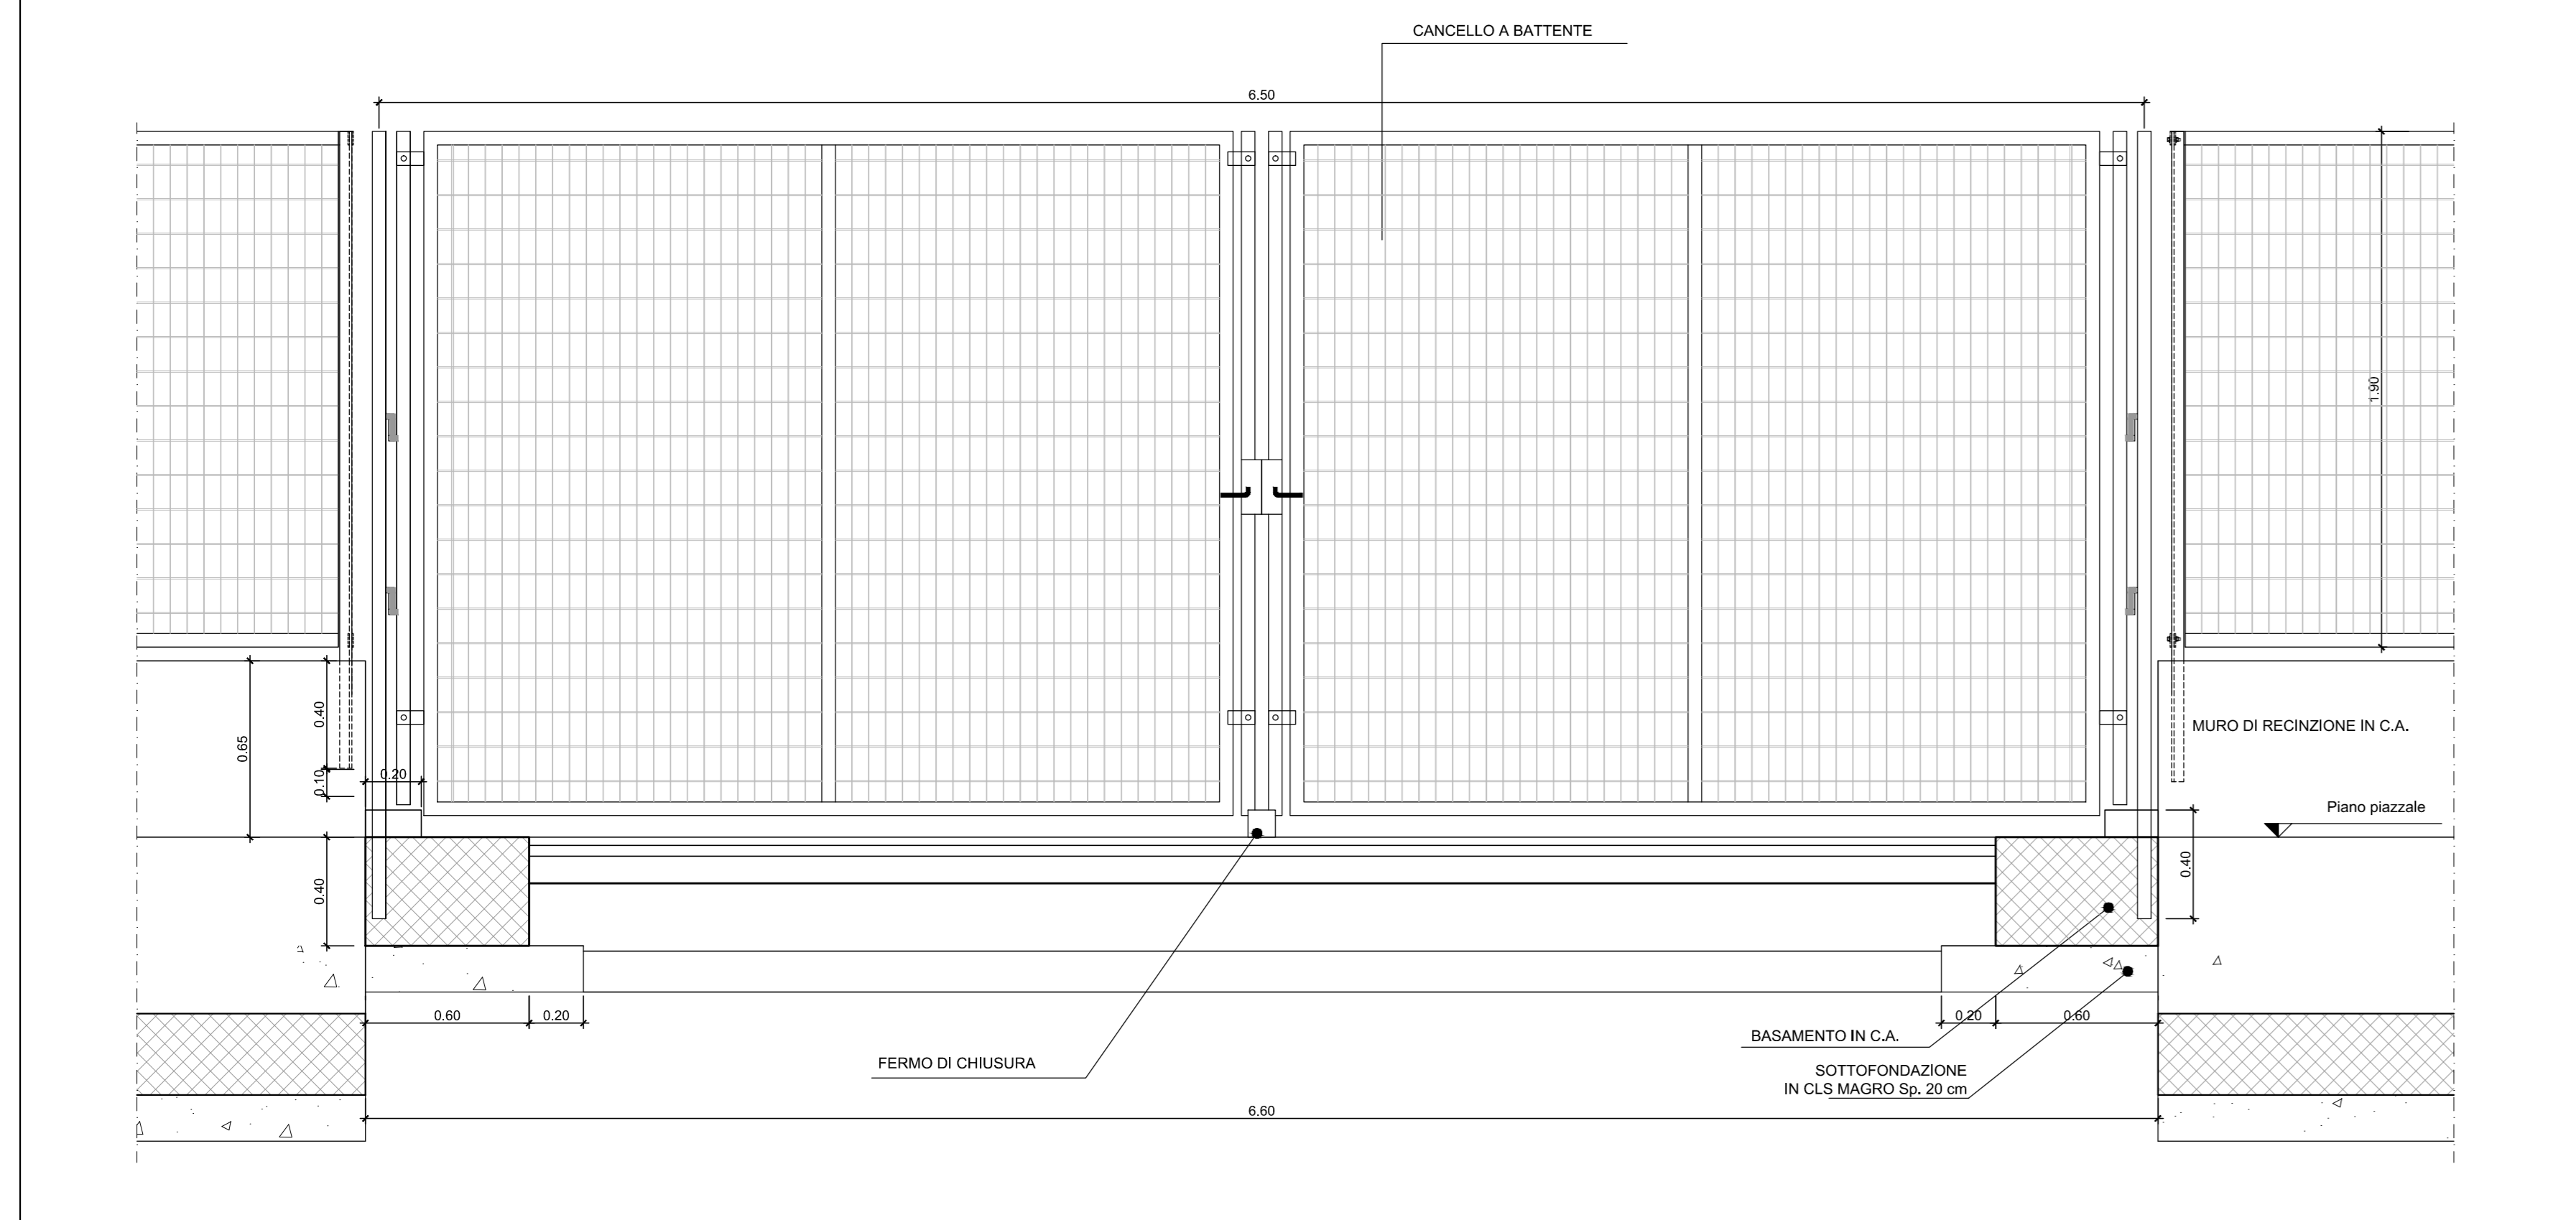 CANCELLO A BATTENTE
6.50
1.90
0.40
0.65
0.10
0.20
MURO DI RECINZIONE IN C.A.
Piano piazzale
0.40
0.40
0.60
0.20
0.20
0.60
BASAMENTO IN C.A.
FERMO DI CHIUSURA
SOTTOFONDAZIONE
IN CLS MAGRO Sp. 20 cm
6.60